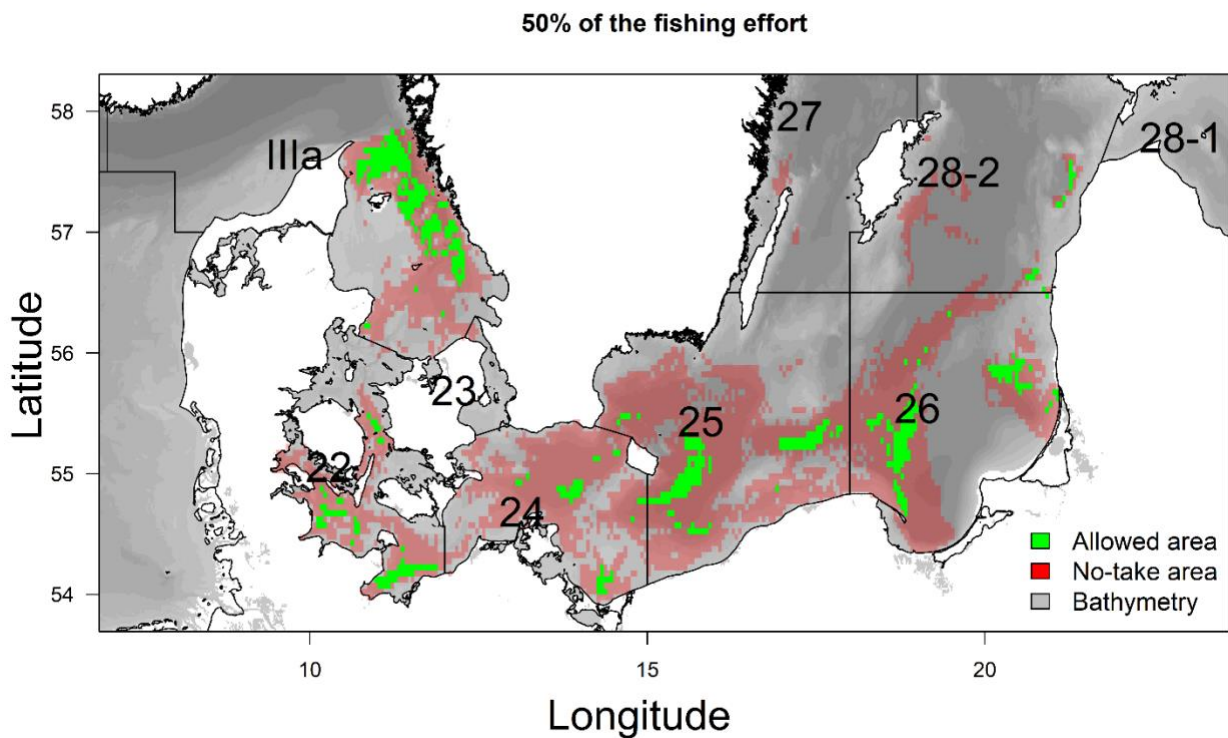 50% of the fishing effort
58
57
56
55
54
Latitude
IIIa
27
28-2
28-1
23
22
24
25
26
Allowed area
No-take area
Bathymetry
10
15
20
Longitude